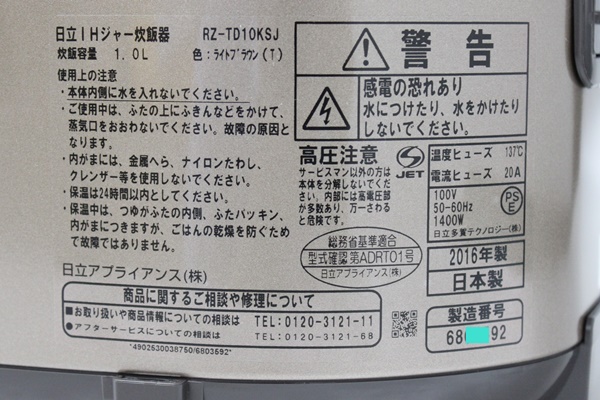 日立IHジャー炊飯器 RZ-TD10KSJ
炊飯容量 1.0L 色：ライトブラウン(T)
使用上の注意
・本体内側に水を入れないでください。
・ご使用中は、ふたの上にふきんなどをかけて、
蒸気口をおおわないでください。故障の原因と
なります。
・内がまには、金属へら、ナイロンたわし、
クレンザー等を使用しないでください。
・保温は24時間以内としてください。
・保温中は、つゆがふたの内側、ふたパッキン、
内がまにつきますが、ごはんの乾燥を防ぐため
で故障ではありません。
日立アプライアンス(株)
警告
感電の恐れあり
水につけたり、水をかけたり
しないでください。
高圧注意
サービスマン以外の方は
本体を分解しないでくだ
さい。内部には高電圧部
が多数あり、万一さわる
と危険です。
S
JET
温度ヒューズ 137℃
電流ヒューズ 20A
100V
50-60Hz
1400W
日立多賀テクノロジー(株)
PS
E
総務省基準適合
型式確認 第ADRT01号
日立アプライアンス(株)
2016年製
日本製
製造番号
68 92
商品に関するご相談や修理について
■お取り扱いや商品情報についての相談は TEL:0120-3121-11
●アフターサービスについての相談は TEL:0120-3121-68
*4902530038750/6803592*